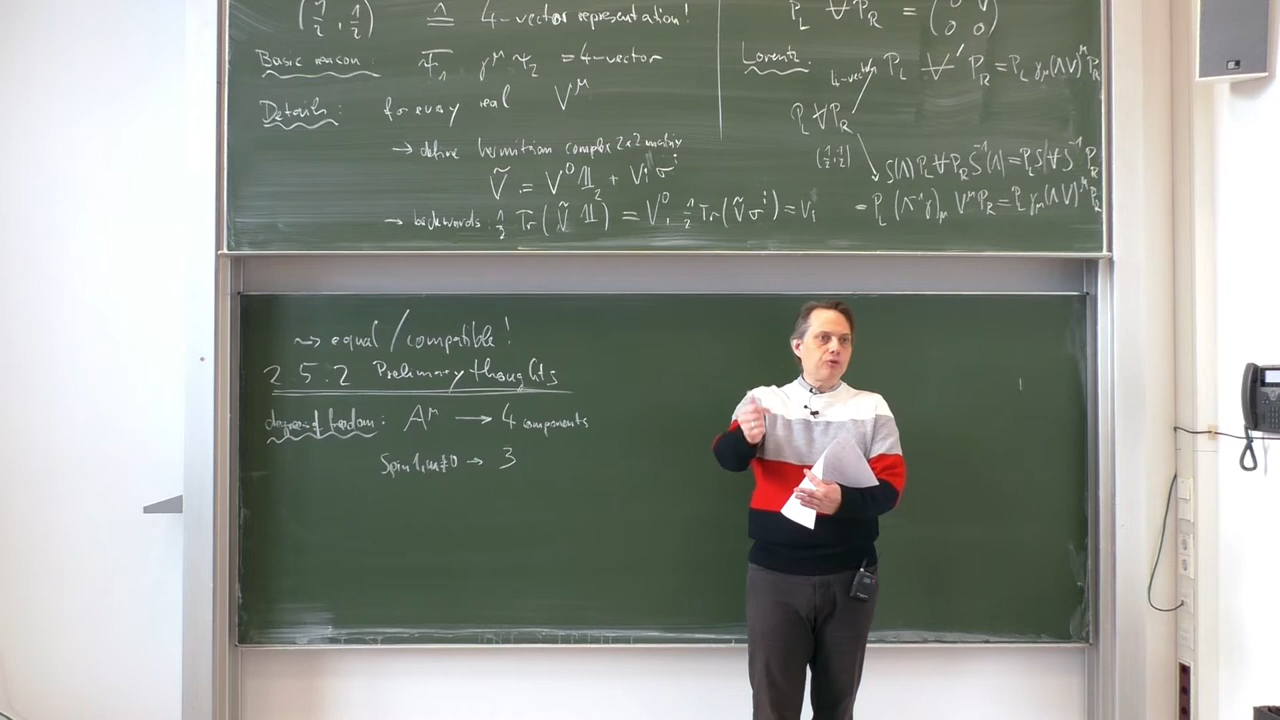 (1/2, 1/2) ≙ 4-vector representation!
Basic reason: Ψ̄₁ γ^μ Ψ₂ = 4-vector
Details: for every real V^μ
→ define hermitian complex 2x2 matrix
Ṽ := V⁰ 𝟙₂ + Vⁱ σⁱ
→ backwards: 1/2 Tr(Ṽ 𝟙) = V⁰, 1/2 Tr(Ṽ σⁱ) = Vⁱ
P_L V̸ P_R = (0 Ṽ
0 0)
Lorentz: 4-vector P_L V̸' P_R = P_L γ_μ (ΛV)^μ P_R
P_L V̸ P_R
(1/2, 1/2)
S(Λ) P_L V̸ P_R S⁻¹(Λ) = P_L S V̸ S⁻¹ P_R
= P_L (Λ⁻¹γ)_μ V^μ P_R = P_L γ_μ (ΛV)^μ P_R
⇝ equal/compatible!
2.5.2 Preliminary thoughts
degrees of freedom: A^μ → 4 components
Spin 1, m≠0 → 3